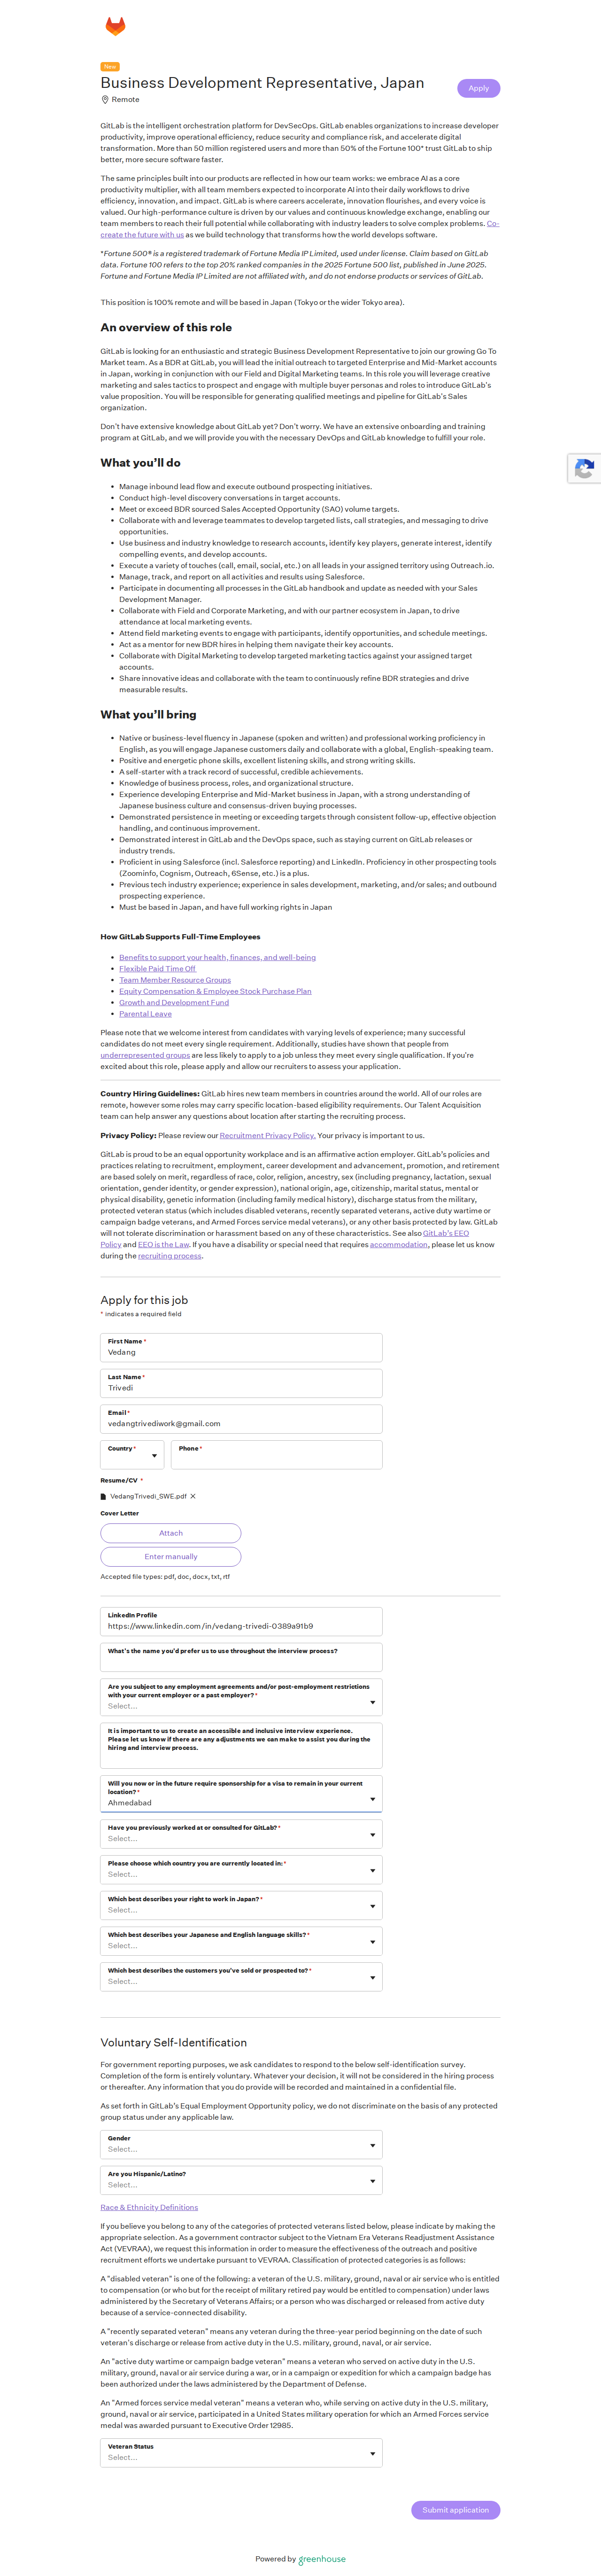 New
Business Development Representative, Japan
Remote
Apply
GitLab is the intelligent orchestration platform for DevSecOps. GitLab enables organizations to increase developer
productivity, improve operational efficiency, reduce security and compliance risk, and accelerate digital
transformation. More than 50 million registered users and more than 50% of the Fortune 100* trust GitLab to ship
better, more secure software faster.
The same principles built into our products are reflected in how our team works: we embrace AI as a core
productivity multiplier, with all team members expected to incorporate AI into their daily workflows to drive
efficiency, innovation, and impact. GitLab is where careers accelerate, innovation flourishes, and every voice is
valued. Our high-performance culture is driven by our values and continuous knowledge exchange, enabling our
team members to reach their full potential while collaborating with industry leaders to solve complex problems. Co-
create the future with us as we build technology that transforms how the world develops software.
*Fortune 500® is a registered trademark of Fortune Media IP Limited, used under license. Claim based on GitLab
data. Fortune 100 refers to the top 20% ranked companies in the 2025 Fortune 500 list, published in June 2025.
Fortune and Fortune Media IP Limited are not affiliated with, and do not endorse products or services of GitLab.
This position is 100% remote and will be based in Japan (Tokyo or the wider Tokyo area).
An overview of this role
GitLab is looking for an enthusiastic and strategic Business Development Representative to join our growing Go To
Market team. As a BDR at GitLab, you will lead the initial outreach to targeted Enterprise and Mid-Market accounts
in Japan, working in conjunction with our Field and Digital Marketing teams. In this role you will leverage creative
marketing and sales tactics to prospect and engage with multiple buyer personas and roles to introduce GitLab's
value proposition. You will be responsible for generating qualified meetings and pipeline for GitLab's Sales
organization.
Don't have extensive knowledge about GitLab yet? Don't worry. We have an extensive onboarding and training
program at GitLab, and we will provide you with the necessary DevOps and GitLab knowledge to fulfill your role.
What you'll do
Manage inbound lead flow and execute outbound prospecting initiatives.
Conduct high-level discovery conversations in target accounts.
Meet or exceed BDR sourced Sales Accepted Opportunity (SAO) volume targets.
Collaborate with and leverage teammates to develop targeted lists, call strategies, and messaging to drive
opportunities.
Use business and industry knowledge to research accounts, identify key players, generate interest, identify
compelling events, and develop accounts.
Execute a variety of touches (call, email, social, etc.) on all leads in your assigned territory using Outreach.io.
Manage, track, and report on all activities and results using Salesforce.
Participate in documenting all processes in the GitLab handbook and update as needed with your Sales
Development Manager.
Collaborate with Field and Corporate Marketing, and with our partner ecosystem in Japan, to drive
attendance at local marketing events.
Attend field marketing events to engage with participants, identify opportunities, and schedule meetings.
Act as a mentor for new BDR hires in helping them navigate their key accounts.
Collaborate with Digital Marketing to develop targeted marketing tactics against your assigned target
accounts.
Share innovative ideas and collaborate with the team to continuously refine BDR strategies and drive
measurable results.
What you'll bring
Native or business-level fluency in Japanese (spoken and written) and professional working proficiency in
English, as you will engage Japanese customers daily and collaborate with a global, English-speaking team.
Positive and energetic phone skills, excellent listening skills, and strong writing skills.
A self-starter with a track record of successful, credible achievements.
Knowledge of business process, roles, and organizational structure.
Experience developing Enterprise and Mid-Market business in Japan, with a strong understanding of
Japanese business culture and consensus-driven buying processes.
Demonstrated persistence in meeting or exceeding targets through consistent follow-up, effective objection
handling, and continuous improvement.
Demonstrated interest in GitLab and the DevOps space, such as staying current on GitLab releases or
industry trends.
Proficient in using Salesforce (incl. Salesforce reporting) and LinkedIn. Proficiency in other prospecting tools
(Zoominfo, Cognism, Outreach, 6Sense, etc.) is a plus.
Previous tech industry experience; experience in sales development, marketing, and/or sales; and outbound
prospecting experience.
Must be based in Japan, and have full working rights in Japan
How GitLab Supports Full-Time Employees
Benefits to support your health, finances, and well-being
Flexible Paid Time Off
Team Member Resource Groups
Equity Compensation & Employee Stock Purchase Plan
Growth and Development Fund
Parental Leave
Please note that we welcome interest from candidates with varying levels of experience; many successful
candidates do not meet every single requirement. Additionally, studies have shown that people from
underrepresented groups are less likely to apply to a job unless they meet every single qualification. If you're
excited about this role, please apply and allow our recruiters to assess your application.
Country Hiring Guidelines: GitLab hires new team members in countries around the world. All of our roles are
remote, however some roles may carry specific location-based eligibility requirements. Our Talent Acquisition
team can help answer any questions about location after starting the recruiting process.
Privacy Policy: Please review our Recruitment Privacy Policy. Your privacy is important to us.
GitLab is proud to be an equal opportunity workplace and is an affirmative action employer. GitLab's policies and
practices relating to recruitment, employment, career development and advancement, promotion, and retirement
are based solely on merit, regardless of race, color, religion, ancestry, sex (including pregnancy, lactation, sexual
orientation, gender identity, or gender expression), national origin, age, citizenship, marital status, mental or
physical disability, genetic information (including family medical history), discharge status from the military,
protected veteran status (which includes disabled veterans, recently separated veterans, active duty wartime or
campaign badge veterans, and Armed Forces service medal veterans), or any other basis protected by law. GitLab
will not tolerate discrimination or harassment based on any of these characteristics. See also GitLab's EEO
Policy and EEO is the Law. If you have a disability or special need that requires accommodation, please let us know
during the recruiting process.
Apply for this job
* indicates a required field
First Name *
Vedang
Last Name *
Trivedi
Email *
vedangtrivediwork@gmail.com
Country * Phone *
Resume/CV *
VedangTrivedi_SWE.pdf
Cover Letter
Attach
Enter manually
Accepted file types: pdf, doc, docx, txt, rtf
LinkedIn Profile
https://www.linkedin.com/in/vedang-trivedi-0389a91b9
What's the name you'd prefer us to use throughout the interview process?
Are you subject to any employment agreements and/or post-employment restrictions
with your current employer or a past employer? *
Select...
It is important to us to create an accessible and inclusive interview experience.
Please let us know if there are any adjustments we can make to assist you during the
hiring and interview process.
Will you now or in the future require sponsorship for a visa to remain in your current
location? *
Ahmedabad
Have you previously worked at or consulted for GitLab? *
Select...
Please choose which country you are currently located in: *
Select...
Which best describes your right to work in Japan? *
Select...
Which best describes your Japanese and English language skills? *
Select...
Which best describes the customers you've sold or prospected to? *
Select...
Voluntary Self-Identification
For government reporting purposes, we ask candidates to respond to the below self-identification survey.
Completion of the form is entirely voluntary. Whatever your decision, it will not be considered in the hiring process
or thereafter. Any information that you do provide will be recorded and maintained in a confidential file.
As set forth in GitLab's Equal Employment Opportunity policy, we do not discriminate on the basis of any protected
group status under any applicable law.
Gender
Select...
Are you Hispanic/Latino?
Select...
Race & Ethnicity Definitions
If you believe you belong to any of the categories of protected veterans listed below, please indicate by making the
appropriate selection. As a government contractor subject to the Vietnam Era Veterans Readjustment Assistance
Act (VEVRAA), we request this information in order to measure the effectiveness of the outreach and positive
recruitment efforts we undertake pursuant to VEVRAA. Classification of protected categories is as follows:
A "disabled veteran" is one of the following: a veteran of the U.S. military, ground, naval or air service who is entitled
to compensation (or who but for the receipt of military retired pay would be entitled to compensation) under laws
administered by the Secretary of Veterans Affairs; or a person who was discharged or released from active duty
because of a service-connected disability.
A "recently separated veteran" means any veteran during the three-year period beginning on the date of such
veteran's discharge or release from active duty in the U.S. military, ground, naval, or air service.
An "active duty wartime or campaign badge veteran" means a veteran who served on active duty in the U.S.
military, ground, naval or air service during a war, or in a campaign or expedition for which a campaign badge has
been authorized under the laws administered by the Department of Defense.
An "Armed forces service medal veteran" means a veteran who, while serving on active duty in the U.S. military,
ground, naval or air service, participated in a United States military operation for which an Armed Forces service
medal was awarded pursuant to Executive Order 12985.
Veteran Status
Select...
Submit application
Powered by greenhouse